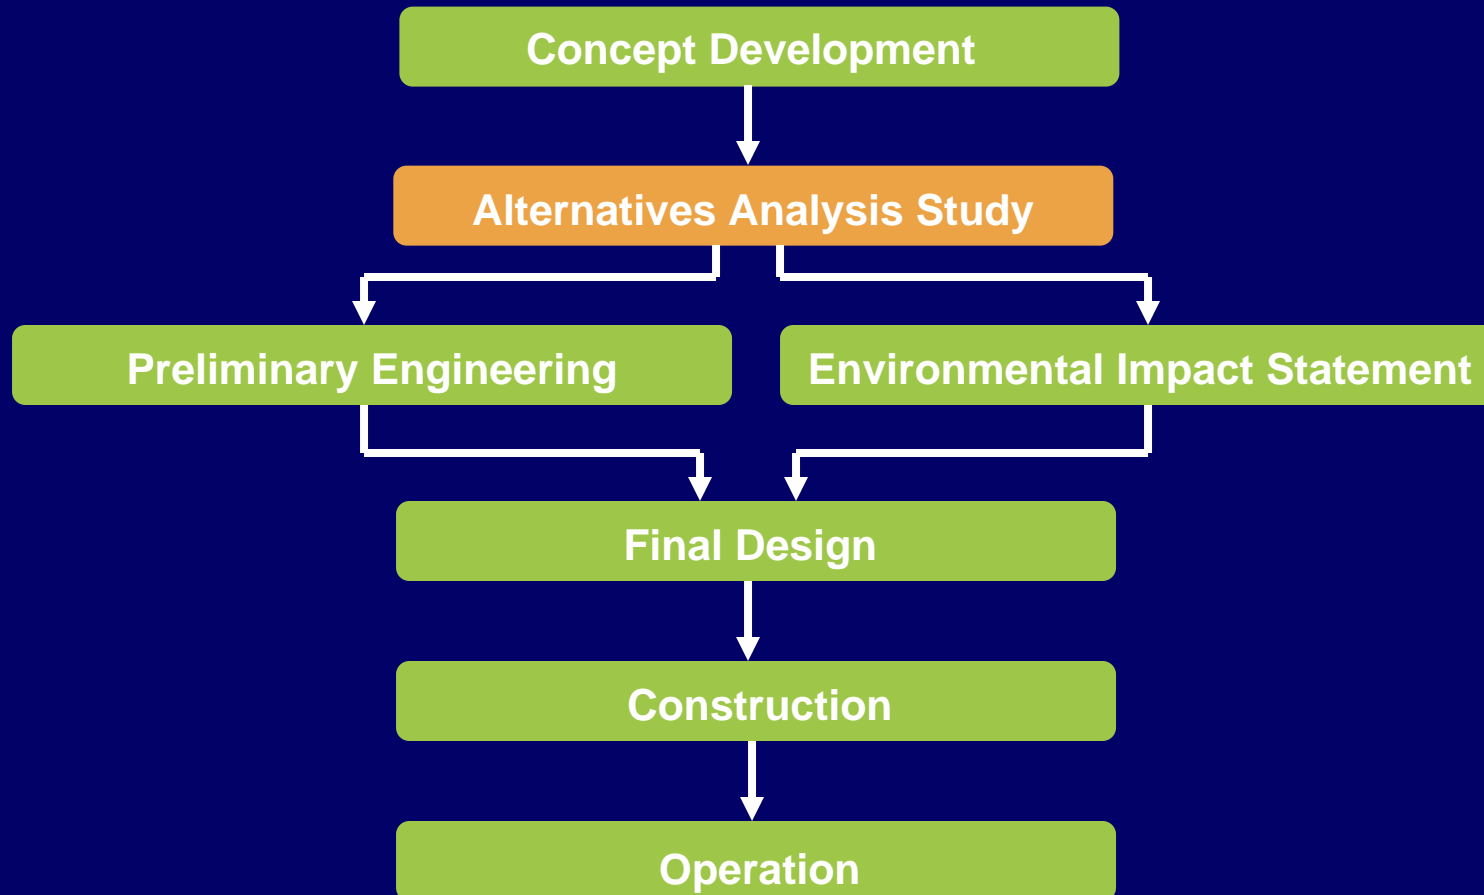 Concept Development
Alternatives Analysis Study
Preliminary Engineering
Environmental Impact Statement
Final Design
Construction
Operation